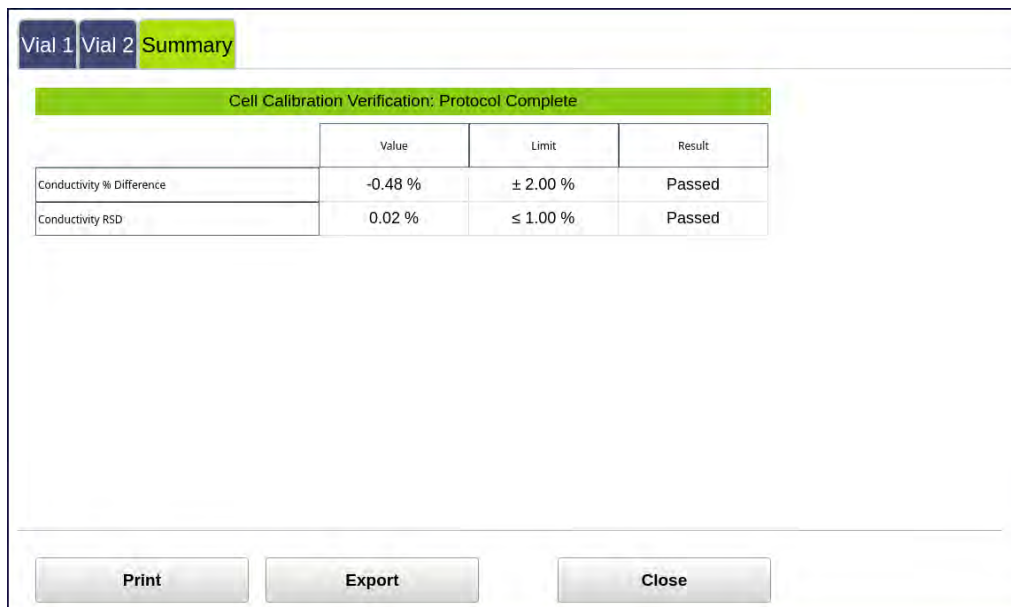 Vial 1 Vial 2 Summary
Cell Calibration Verification: Protocol Complete
Value Limit Result
Conductivity % Difference -0.48 % ± 2.00 % Passed
Conductivity RSD 0.02 % ≤ 1.00 % Passed
Print Export Close